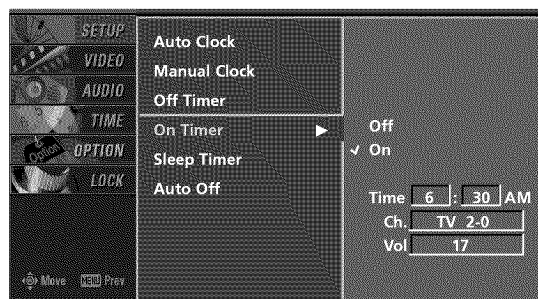 SETUP
VIDEO
AUDIO
TIME
Option OPTION
LOCK
Move MENU Prev
Auto Clock
Manual Clock
Off Timer
On Timer
Sleep Timer
Auto Off
Off
✓ On
Time 6 : 30 AM
Ch. TV 2-0
Vol 17